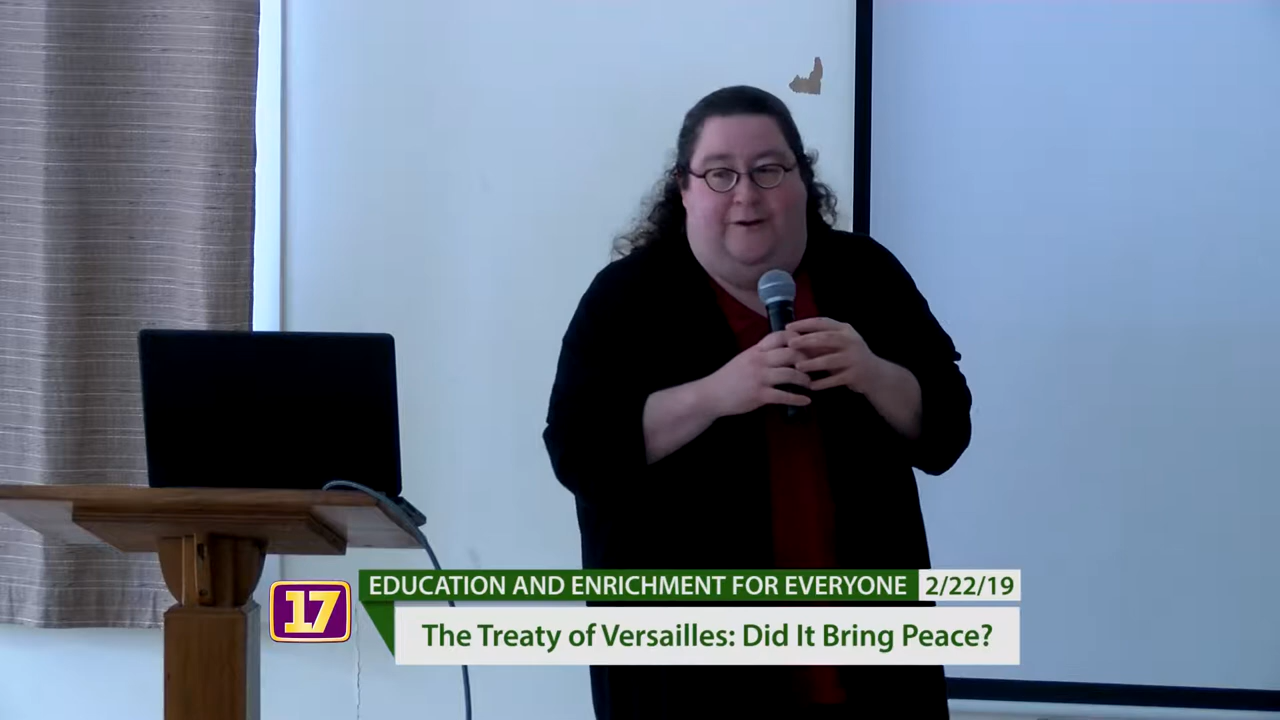 EDUCATION AND ENRICHMENT FOR EVERYONE 2/22/19
17
The Treaty of Versailles: Did It Bring Peace?